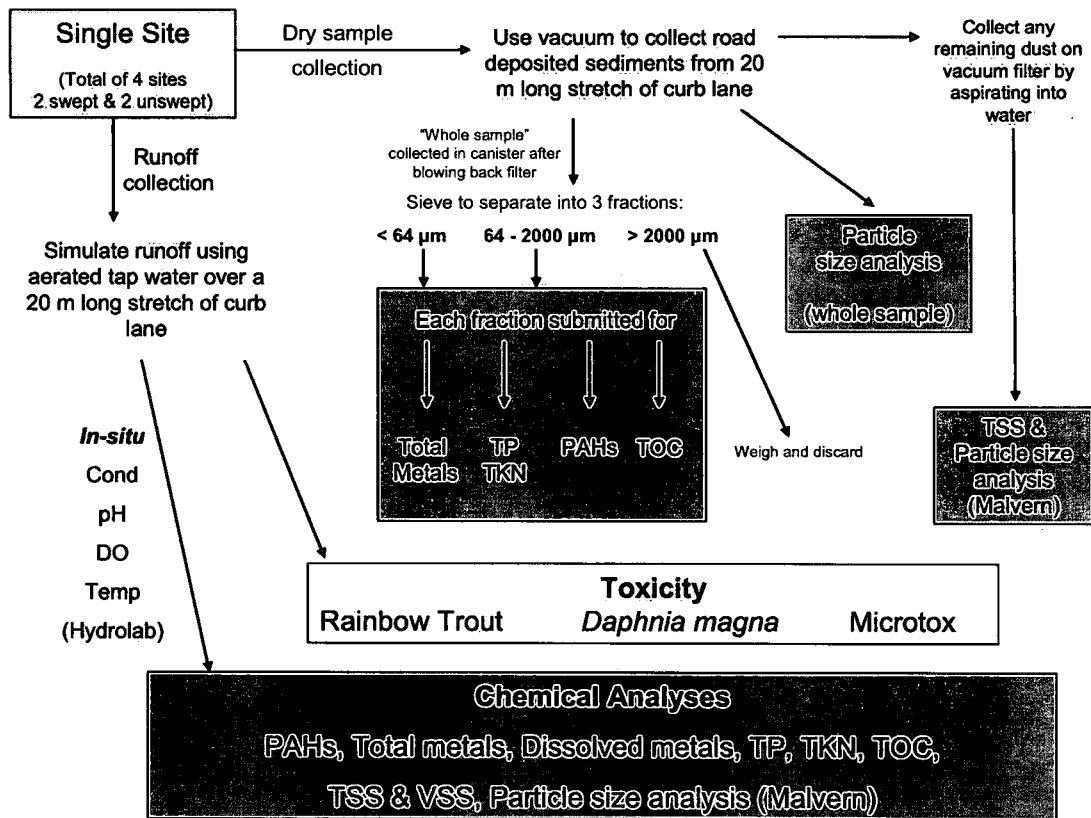 Single Site
(Total of 4 sites
2 swept & 2 unswept)
Dry sample
collection
Use vacuum to collect road
deposited sediments from 20
m long stretch of curb lane
Collect any
remaining dust on
vacuum filter by
aspirating into
water
Runoff
collection
"Whole sample"
collected in canister after
blowing back filter
Sieve to separate into 3 fractions:
< 64 µm 64 - 2000 µm > 2000 µm
Particle
size analysis
(whole sample)
Simulate runoff using
aerated tap water over a
20 m long stretch of curb
lane
Each fraction submitted for
Total
Metals
TP
TKN
PAHs
TOC
Weigh and discard
TSS &
Particle size
analysis
(Malvern)
In-situ
Cond
pH
DO
Temp
(Hydrolab)
Toxicity
Rainbow Trout Daphnia magna Microtox
Chemical Analyses
PAHs, Total metals, Dissolved metals, TP, TKN, TOC,
TSS & VSS, Particle size analysis (Malvern)